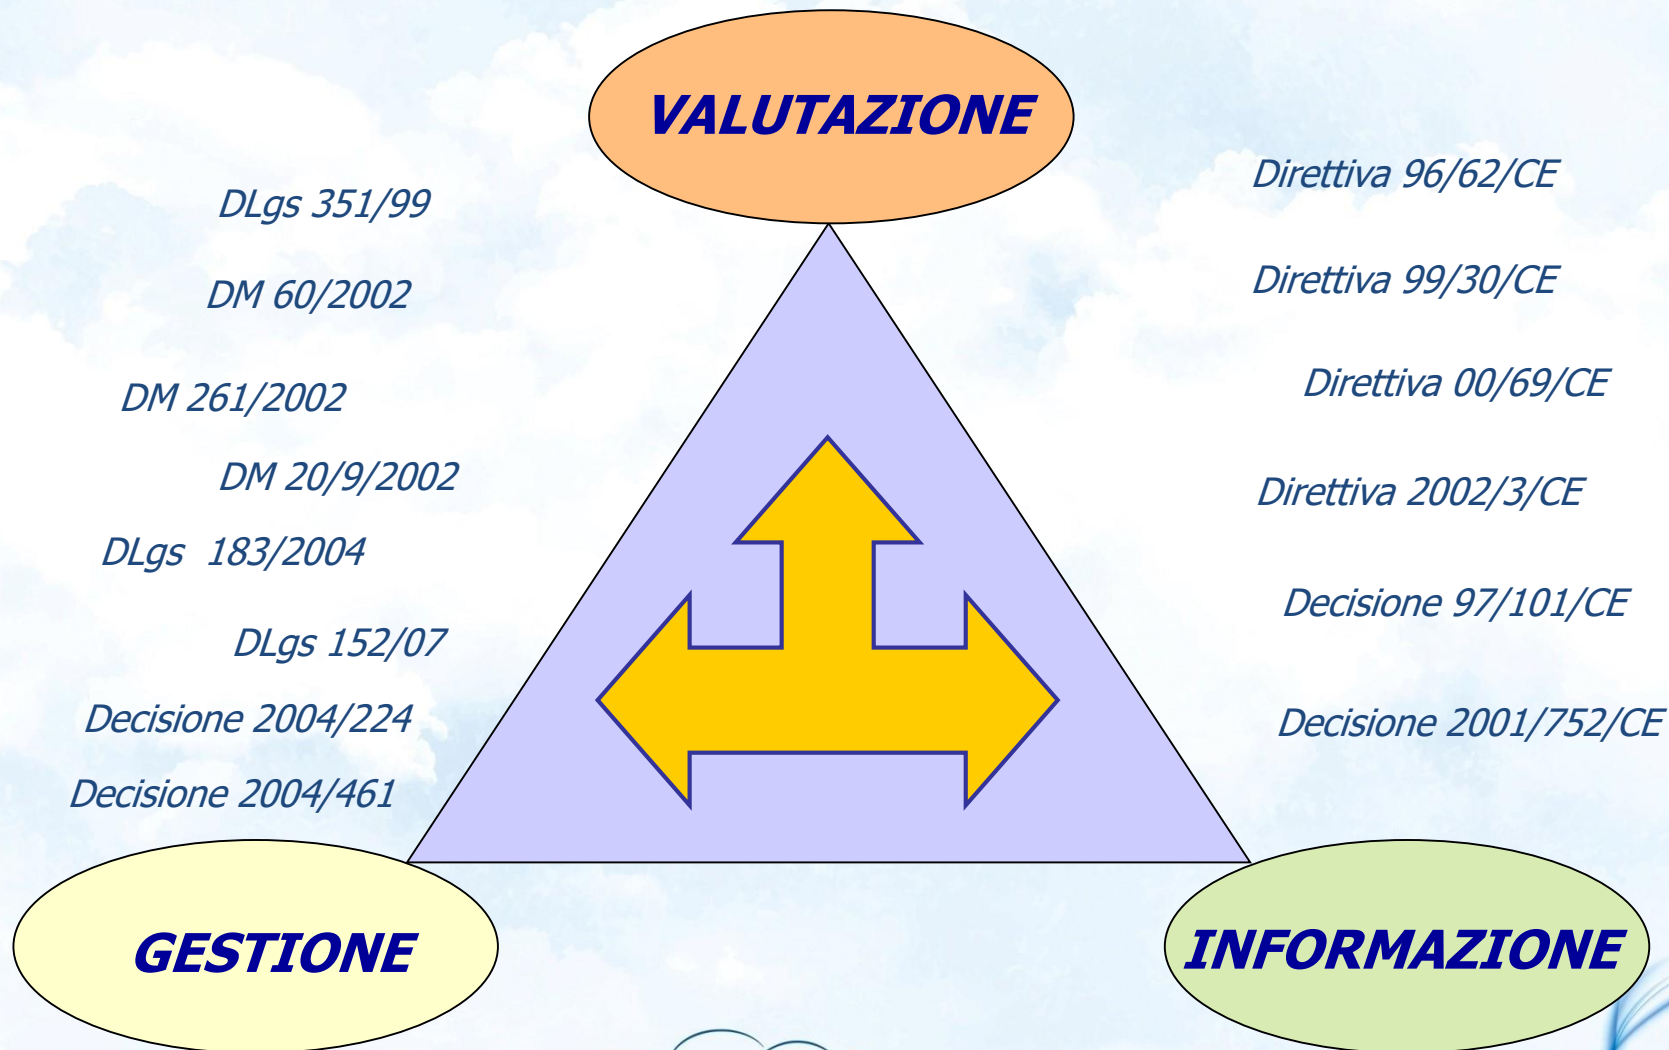 VALUTAZIONE
DLgs 351/99
DM 60/2002
DM 261/2002
DM 20/9/2002
DLgs 183/2004
DLgs 152/07
Decisione 2004/224
Decisione 2004/461
Direttiva 96/62/CE
Direttiva 99/30/CE
Direttiva 00/69/CE
Direttiva 2002/3/CE
Decisione 97/101/CE
Decisione 2001/752/CE
GESTIONE
INFORMAZIONE